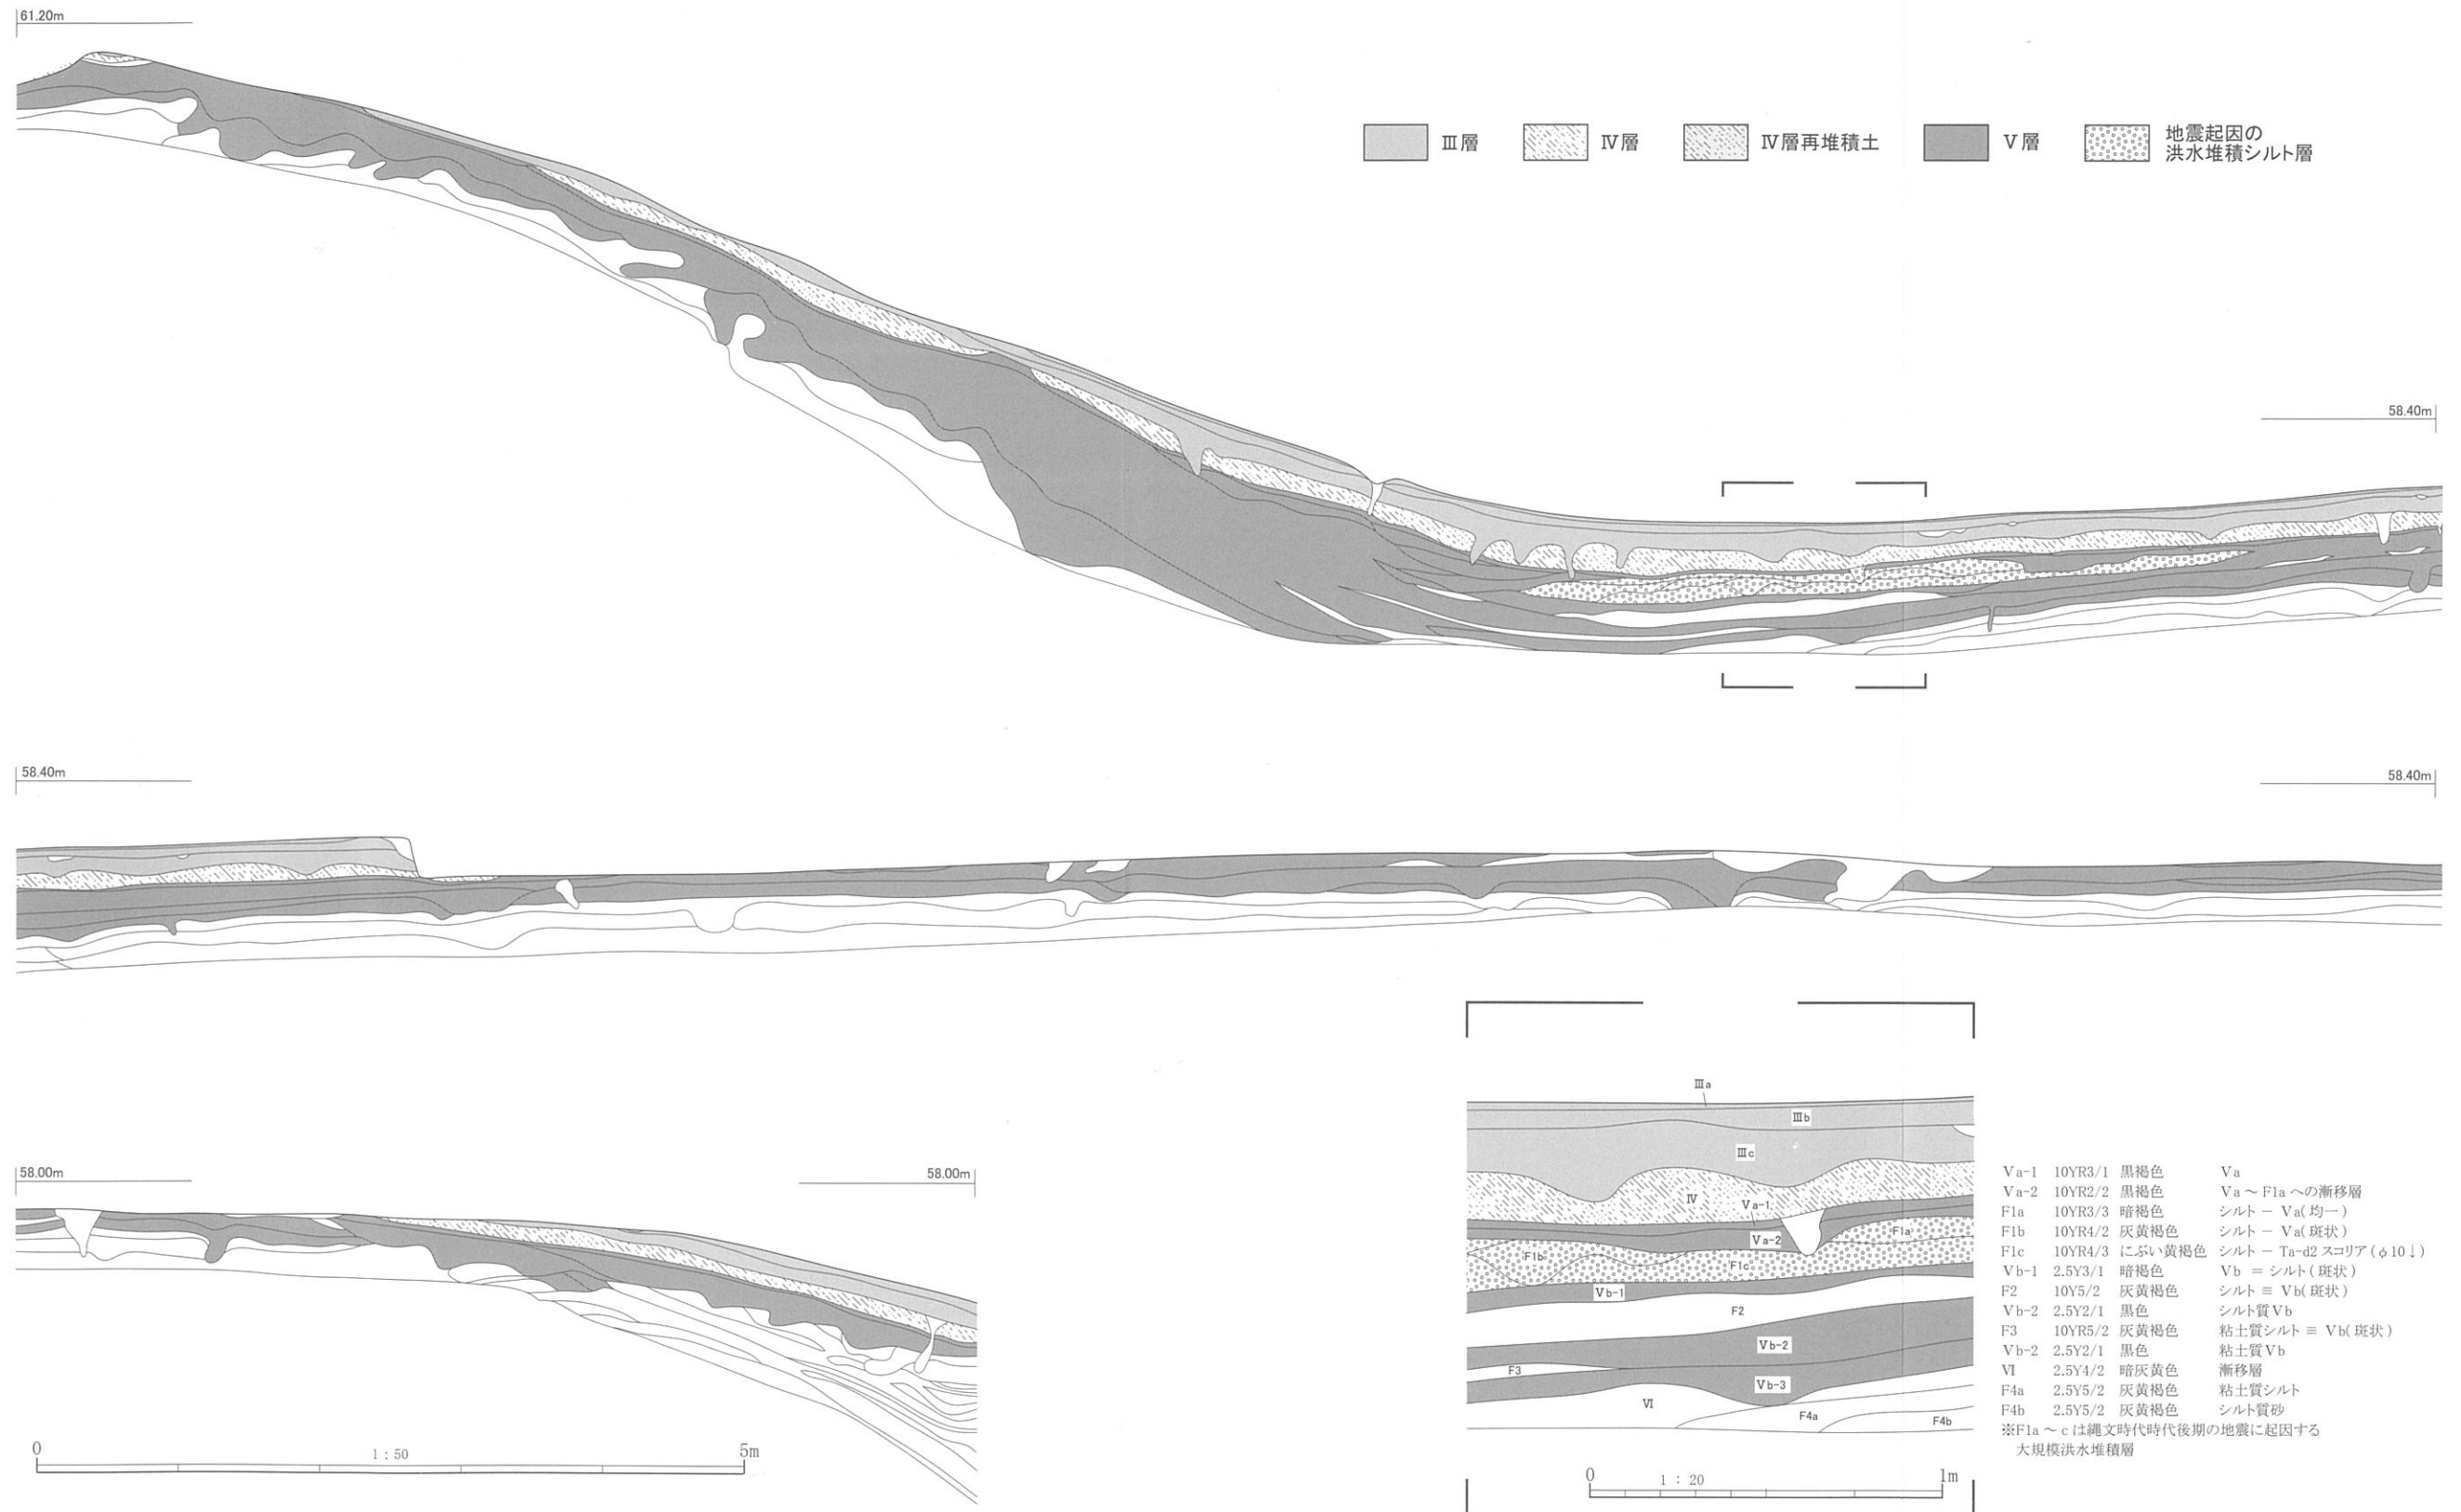 61.20m
Ⅲ層
Ⅳ層
Ⅳ層再堆積土
Ⅴ層
地震起因の
洪水堆積シルト層
58.40m
58.40m
58.40m
58.00m
58.00m
0
1：50
5m
Ⅲa
Ⅲb
Ⅲc
Ⅳ
Ⅴa-1
Ⅴa-2
F1a
F1b
F1c
Ⅴb-1
F2
Ⅴb-2
F3
Ⅴb-3
Ⅵ
F4a
F4b
0
1：20
1m
Ⅴa-1 10YR3/1 黒褐色 Ⅴa
Ⅴa-2 10YR2/2 黒褐色 Ⅴa～F1aへの漸移層
F1a 10YR3/3 暗褐色 シルト－Ⅴa(均一)
F1b 10YR4/2 灰黄褐色 シルト－Ⅴa(斑状)
F1c 10YR4/3 にぶい黄褐色 シルト－Ta-d2スコリア(φ10↓)
Ⅴb-1 2.5Y3/1 暗褐色 Ⅴb＝シルト(斑状)
F2 10Y5/2 灰黄褐色 シルト≡Ⅴb(斑状)
Ⅴb-2 2.5Y2/1 黒色 シルト質Ⅴb
F3 10YR5/2 灰黄褐色 粘土質シルト≡Ⅴb(斑状)
Ⅴb-2 2.5Y2/1 黒色 粘土質Ⅴb
Ⅵ 2.5Y4/2 暗灰黄色 漸移層
F4a 2.5Y5/2 灰黄褐色 粘土質シルト
F4b 2.5Y5/2 灰黄褐色 シルト質砂
※F1a～cは縄文時代時代後期の地震に起因する
大規模洪水堆積層